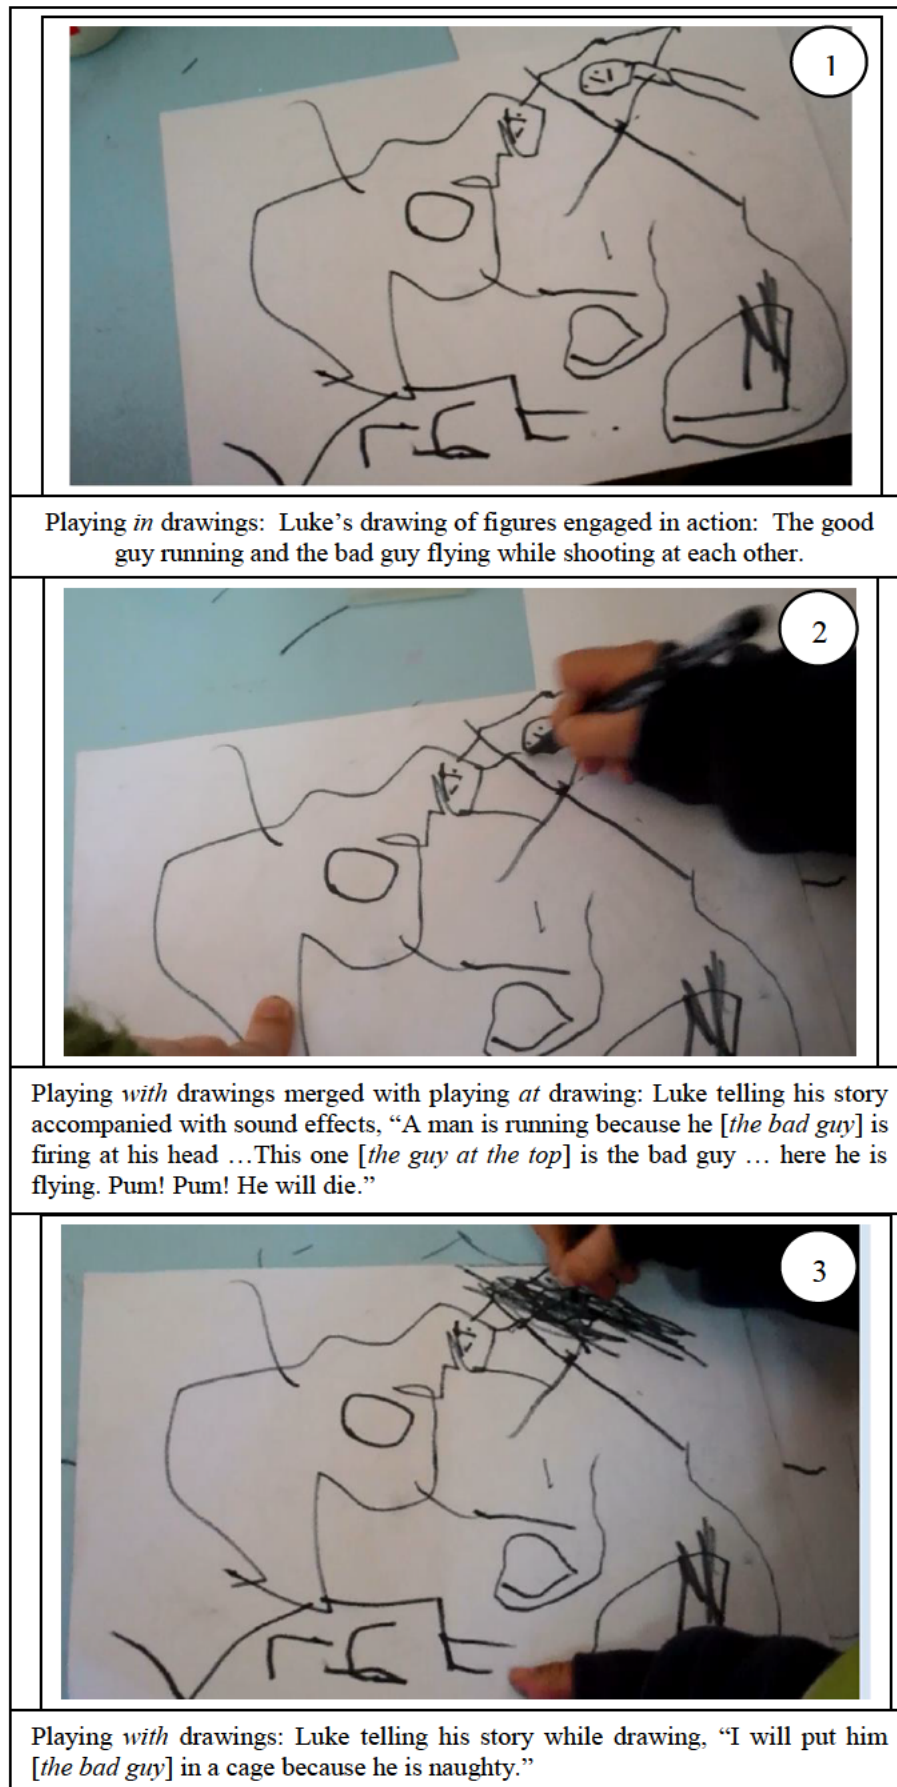 1
Playing in drawings: Luke's drawing of figures engaged in action: The good
guy running and the bad guy flying while shooting at each other.
2
Playing with drawings merged with playing at drawing: Luke telling his story
accompanied with sound effects, “A man is running because he [the bad guy] is
firing at his head …This one [the guy at the top] is the bad guy … here he is
flying. Pum! Pum! He will die.”
3
Playing with drawings: Luke telling his story while drawing, “I will put him
[the bad guy] in a cage because he is naughty.”